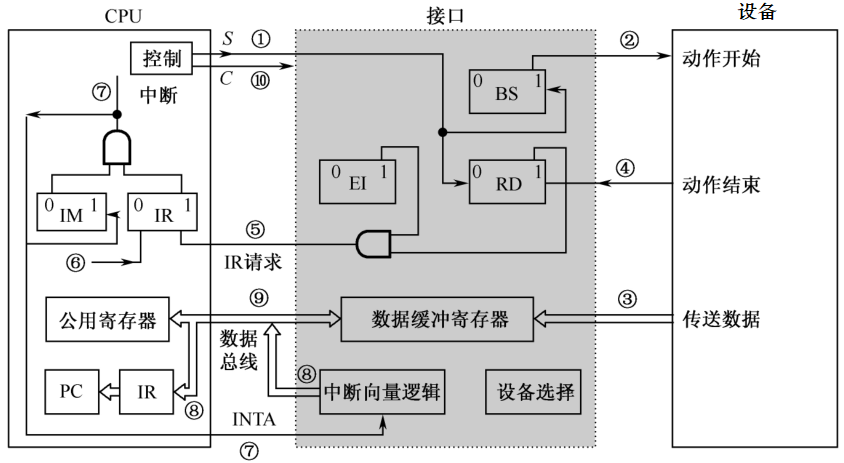 CPU
接口
设备
控制
S
①
C
⑩
②
动作开始
0 1
BS
⑦
中断
0 1
EI
0 1
RD
④
动作结束
0 1
IM
0 1
IR
⑤
IR请求
⑥
公用寄存器
⑨
数据
总线
数据缓冲寄存器
③
传送数据
PC
IR
⑧
⑧
中断向量逻辑
设备选择
INTA
⑦